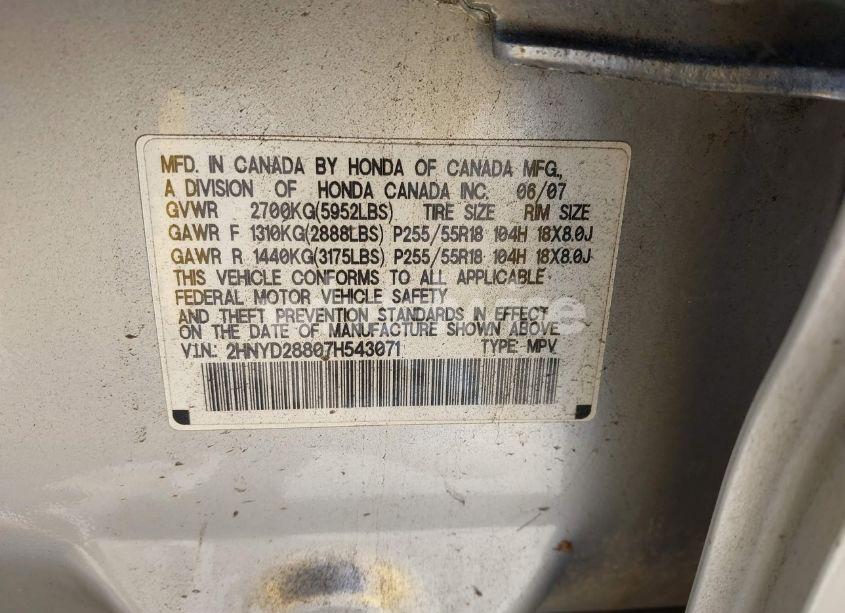 MFD. IN CANADA BY HONDA OF CANADA MFG.,
A DIVISION OF HONDA CANADA INC. 06/07
GVWR 2700KG(5952LBS) TIRE SIZE RIM SIZE
GAWR F 1310KG(2888LBS) P255/55R18 104H 18X8.0J
GAWR R 1440KG(3175LBS) P255/55R18 104H 18X8.0J
THIS VEHICLE CONFORMS TO ALL APPLICABLE
FEDERAL MOTOR VEHICLE SAFETY
AND THEFT PREVENTION STANDARDS IN EFFECT
ON THE DATE OF MANUFACTURE SHOWN ABOVE.
V.I.N.: 2HNYD28807H543071 TYPE: MPV